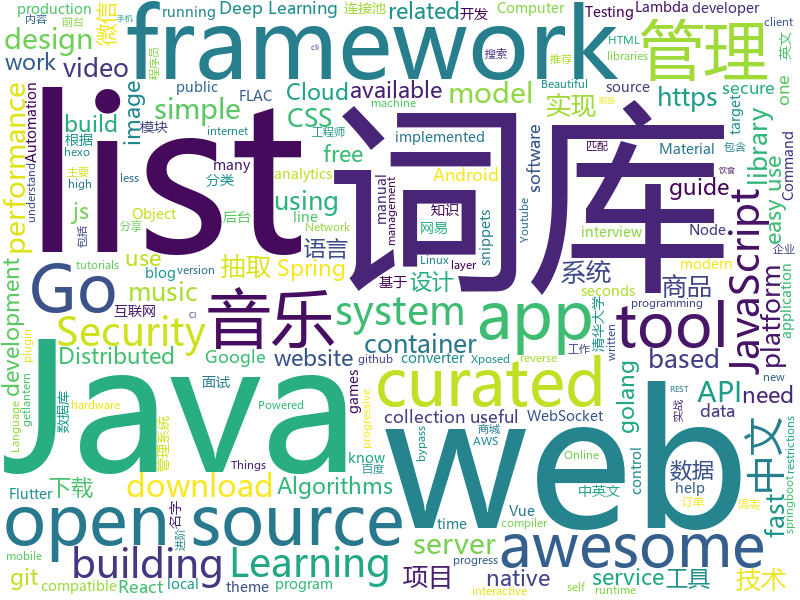 production
running
Deep Learning
连接池
开发
Computer
Lambda
developer
内容
前台
手机
微信
framework
related
Testing
HTML
搜索
推荐
client
英文
design
程序员
cli
Beautiful
libraries
管理
work
video
public
FLAC
Cloud
available
source
one
simple
CSS
model
实现
https
secure
performance
image
Automation
build
模块
internet
工程师
machine
零售
target
list
词库
software
implemented
匹配
包含
Material
library
根据
hexo
many
free
Android
guide
Command
understand
主要
high
less
分类
analytics
饮食
easy use
js
Object
using
manual
management
知识
snippets
Youtube
JavaScript
包括
分享
后台
line
Network
网易
interview
Node
Go
use
语言
tutorials
blog
version
抽取
Spring
基于
Linux
layer
设计
系统
modern
企业
application
development
plugin
music
音乐
system
app
seconds
商品
platform
programming
互联网
ci
清华大学
written
tool
Security
container
Distributed
Google
website
converter
Xposed
reverse
工作
based
golang
Language
getlantern
数据库
github
面试
games
progressive
curated
API
need
new
Java
web
hardware
Powered
collection
useful
WebSocket
data
实战
REST
管理系统
Things
know
商城
AWS
中文
下载
download
百度
bypass
Online
数据
control
help
订单
restrictions
Flutter
名字
Algorithms
Vue
中英文
词表
springboot
open source
time
compiler
fast
awesome
mobile
进阶
building
Learning
server
native
项目
progress
service
工具
技术
git
compatible
React
local
theme
program
interactive
self
runtime